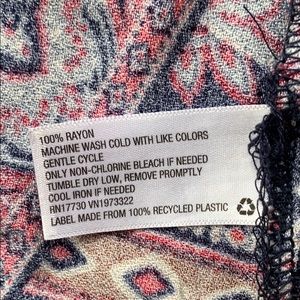 100% RAYON
MACHINE WASH COLD WITH LIKE COLORS
GENTLE CYCLE
ONLY NON-CHLORINE BLEACH IF NEEDED
TUMBLE DRY LOW, REMOVE PROMPTLY
COOL IRON IF NEEDED
RN17730 VN1973322
LABEL MADE FROM 100% RECYCLED PLASTIC